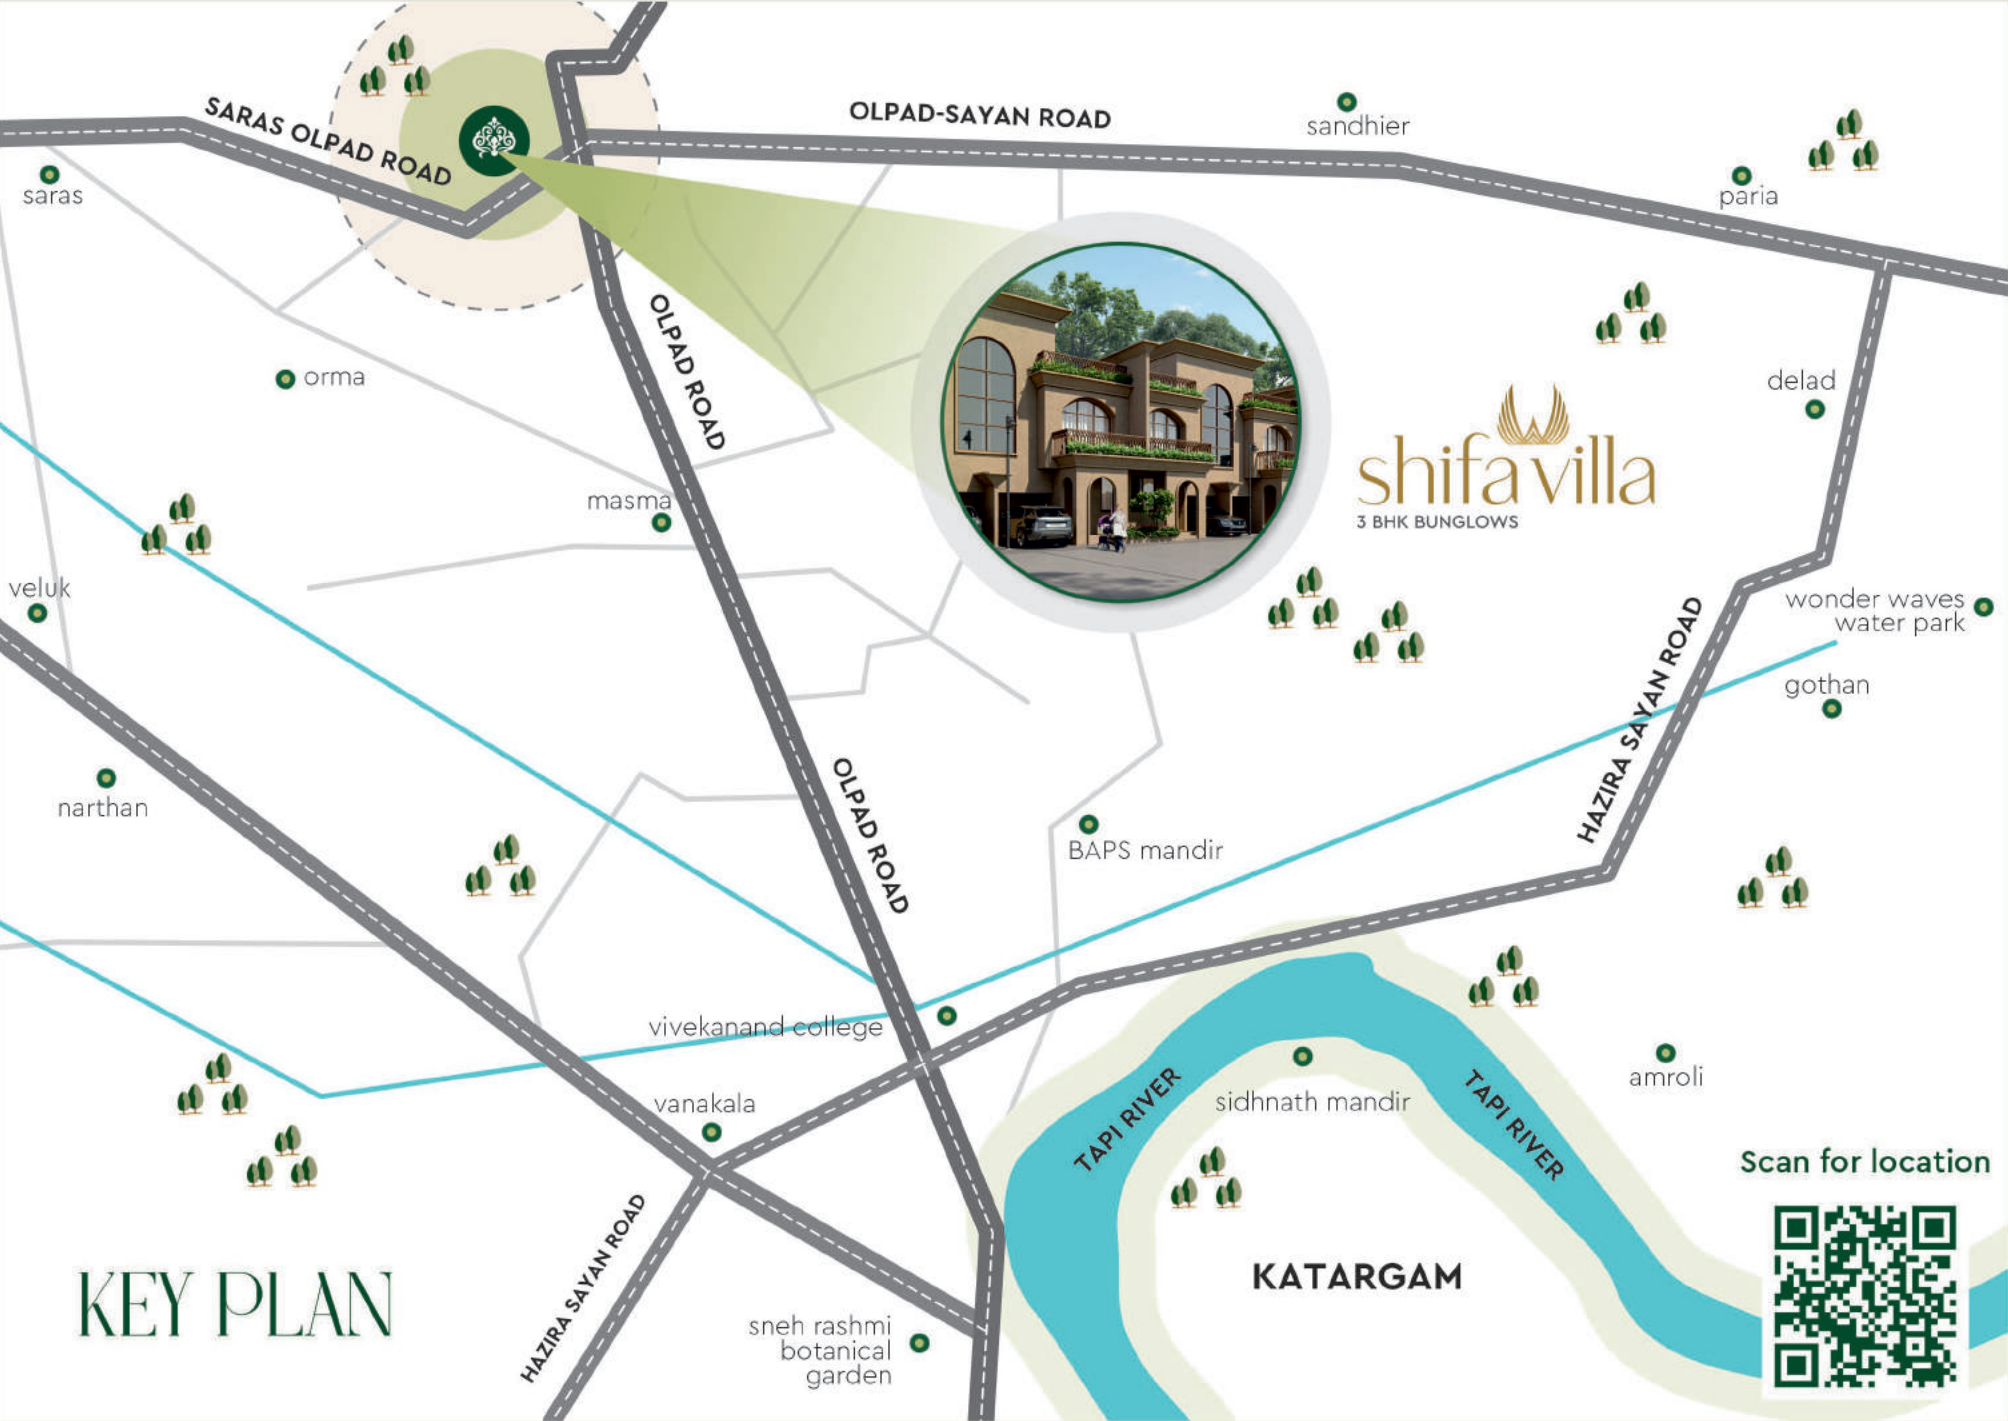 SARAS OLPAD ROAD
OLPAD-SAYAN ROAD
sandhier
saras
paria
OLPAD ROAD
orma
delad
shifa villa
3 BHK BUNGLOWS
masma
veluk
wonder waves
water park
HAZIRA SAYAN ROAD
gothan
narthan
OLPAD ROAD
BAPS mandir
vivekanand college
vanakala
TAPI RIVER
sidhnath mandir
TAPI RIVER
amroli
Scan for location
HAZIRA SAYAN ROAD
KEY PLAN
KATARGAM
sneh rashmi
botanical
garden